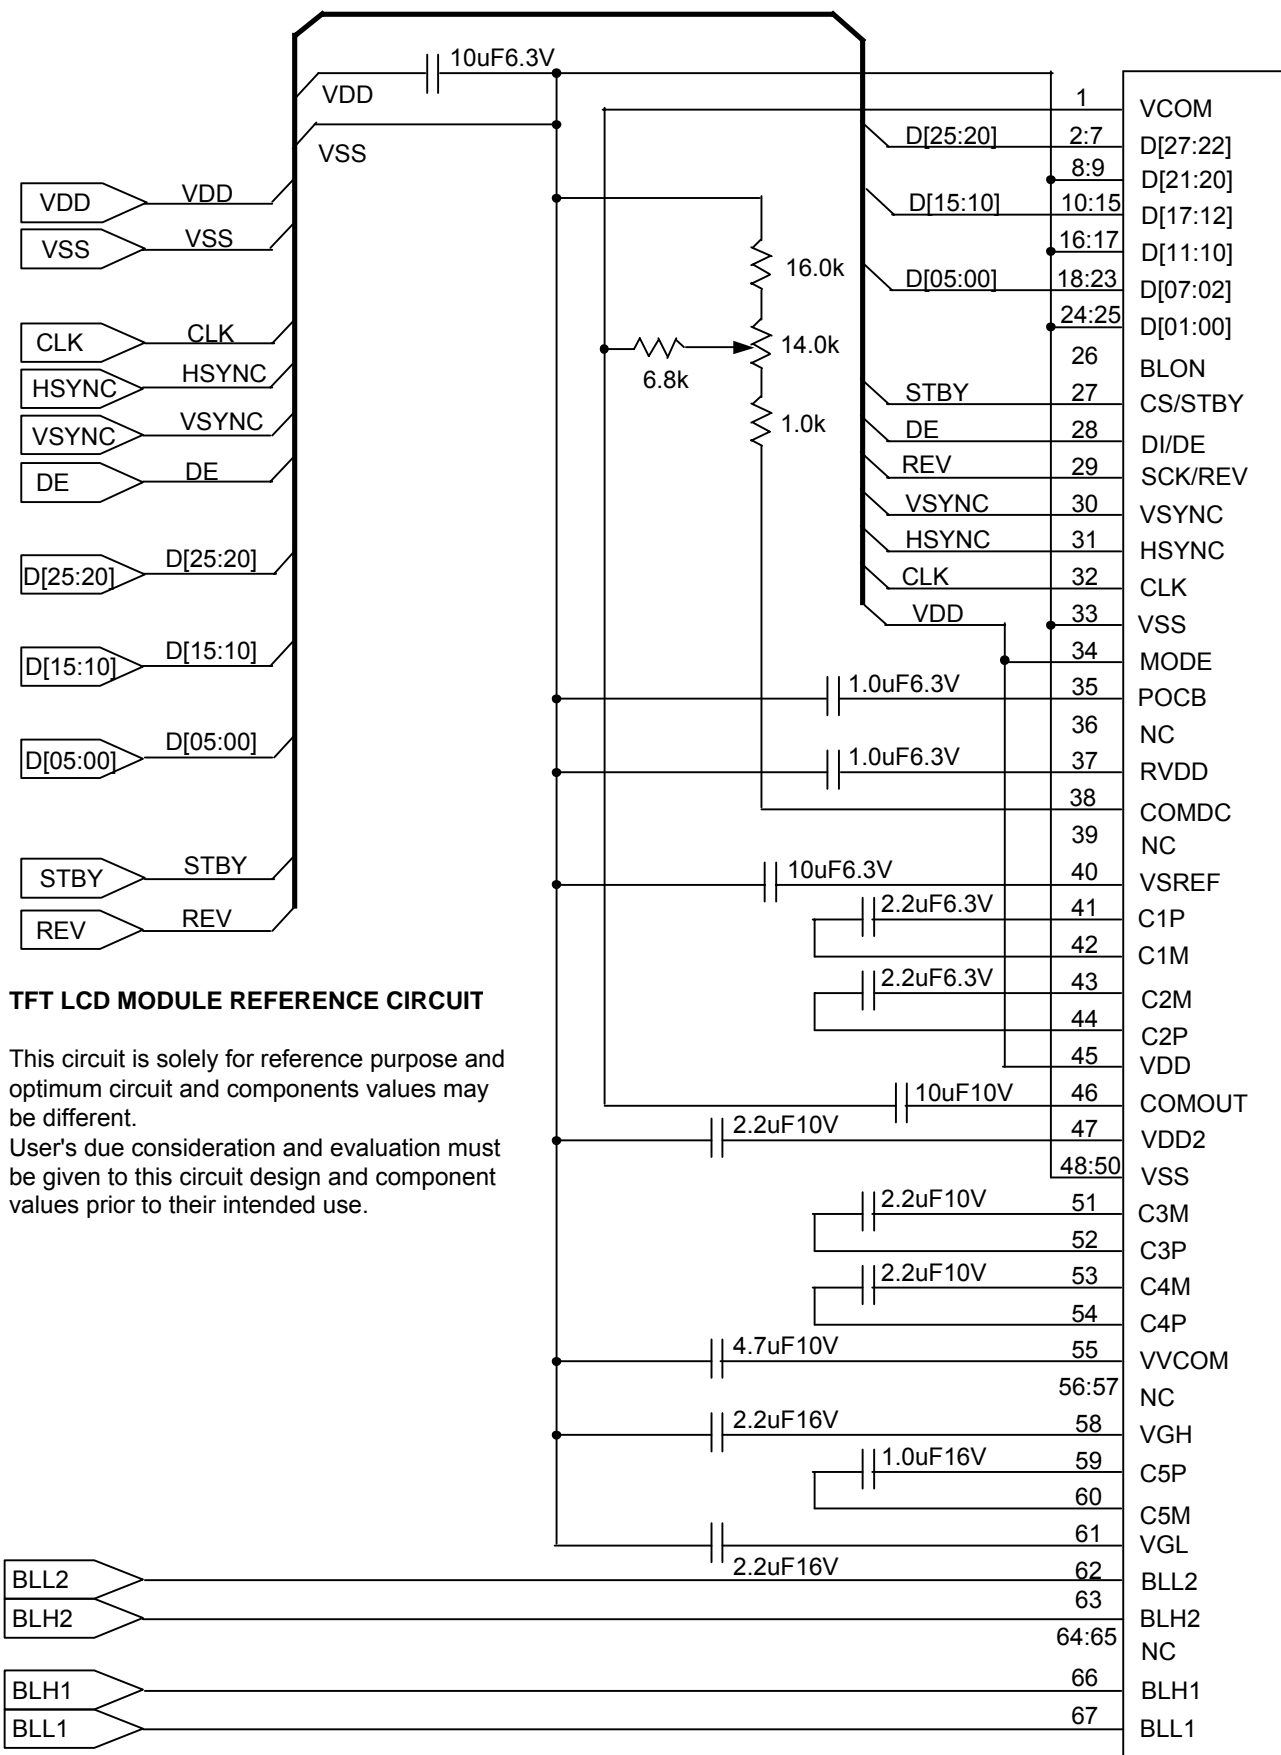 10uF6.3V
VDD
VSS
VDD VDD
VSS VSS
CLK CLK
HSYNC HSYNC
VSYNC VSYNC
DE DE
D[25:20] D[25:20]
D[15:10] D[15:10]
D[05:00] D[05:00]
STBY STBY
REV REV
16.0k
14.0k
6.8k
1.0k
1 VCOM
D[25:20] 2:7 D[27:22]
8:9 D[21:20]
D[15:10] 10:15 D[17:12]
16:17 D[11:10]
D[05:00] 18:23 D[07:02]
24:25 D[01:00]
26 BLON
STBY 27 CS/STBY
DE 28 DI/DE
REV 29 SCK/REV
VSYNC 30 VSYNC
HSYNC 31 HSYNC
CLK 32 CLK
VDD 33 VSS
34 MODE
1.0uF6.3V 35 POCB
36 NC
1.0uF6.3V 37 RVDD
38 COMDC
39 NC
10uF6.3V 40 VSREF
2.2uF6.3V 41 C1P
42 C1M
2.2uF6.3V 43 C2M
44 C2P
45 VDD
10uF10V 46 COMOUT
2.2uF10V 47 VDD2
48:50 VSS
2.2uF10V 51 C3M
52 C3P
2.2uF10V 53 C4M
54 C4P
4.7uF10V 55 VVCOM
56:57 NC
2.2uF16V 58 VGH
1.0uF16V 59 C5P
60 C5M
61 VGL
2.2uF16V
BLL2 62 BLL2
BLH2 63 BLH2
64:65 NC
BLH1 66 BLH1
BLL1 67 BLL1
TFT LCD MODULE REFERENCE CIRCUIT
This circuit is solely for reference purpose and
optimum circuit and components values may
be different.
User's due consideration and evaluation must
be given to this circuit design and component
values prior to their intended use.